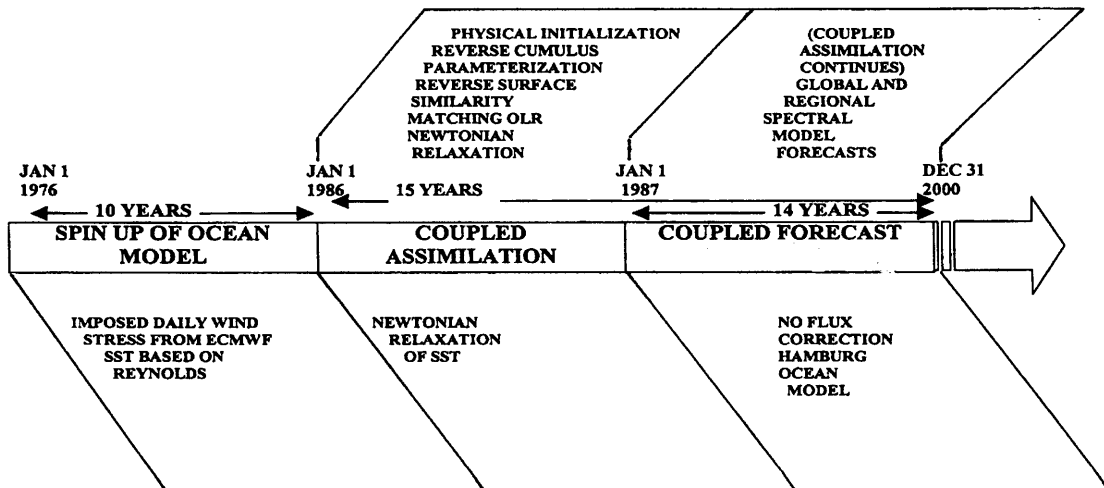 PHYSICAL INITIALIZATION
REVERSE CUMULUS
PARAMETERIZATION
REVERSE SURFACE
SIMILARITY
MATCHING OLR
NEWTONIAN
RELAXATION
(COUPLED
ASSIMILATION
CONTINUES)
GLOBAL AND
REGIONAL
SPECTRAL
MODEL
FORECASTS
JAN 1
1976
JAN 1
1986
JAN 1
1987
DEC 31
2000
10 YEARS
15 YEARS
14 YEARS
SPIN UP OF OCEAN
MODEL
COUPLED
ASSIMILATION
COUPLED FORECAST
IMPOSED DAILY WIND
STRESS FROM ECMWF
SST BASED ON
REYNOLDS
NEWTONIAN
RELAXATION
OF SST
NO FLUX
CORRECTION
HAMBURG
OCEAN
MODEL